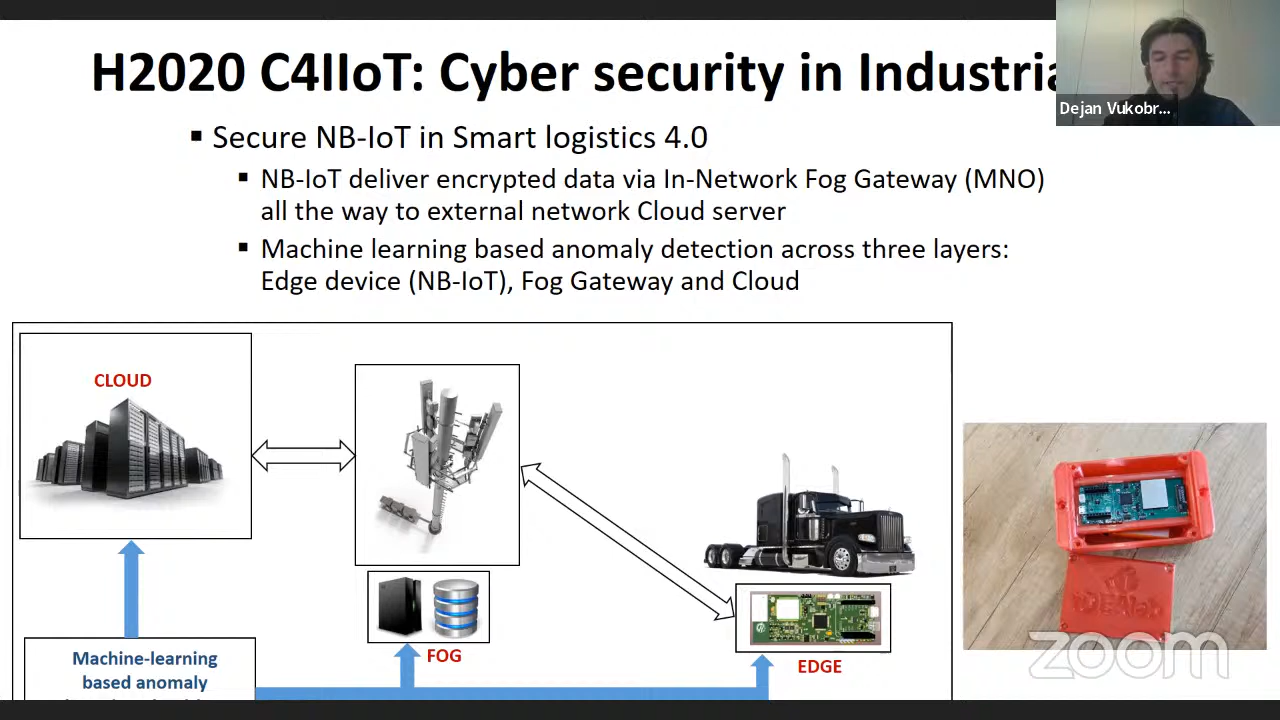 H2020 C4IIoT: Cyber security in Industria
Dejan Vukobr...
▪ Secure NB-IoT in Smart logistics 4.0
▪ NB-IoT deliver encrypted data via In-Network Fog Gateway (MNO)
all the way to external network Cloud server
▪ Machine learning based anomaly detection across three layers:
Edge device (NB-IoT), Fog Gateway and Cloud
CLOUD
FOG
EDGE
Machine-learning
based anomaly
zoom